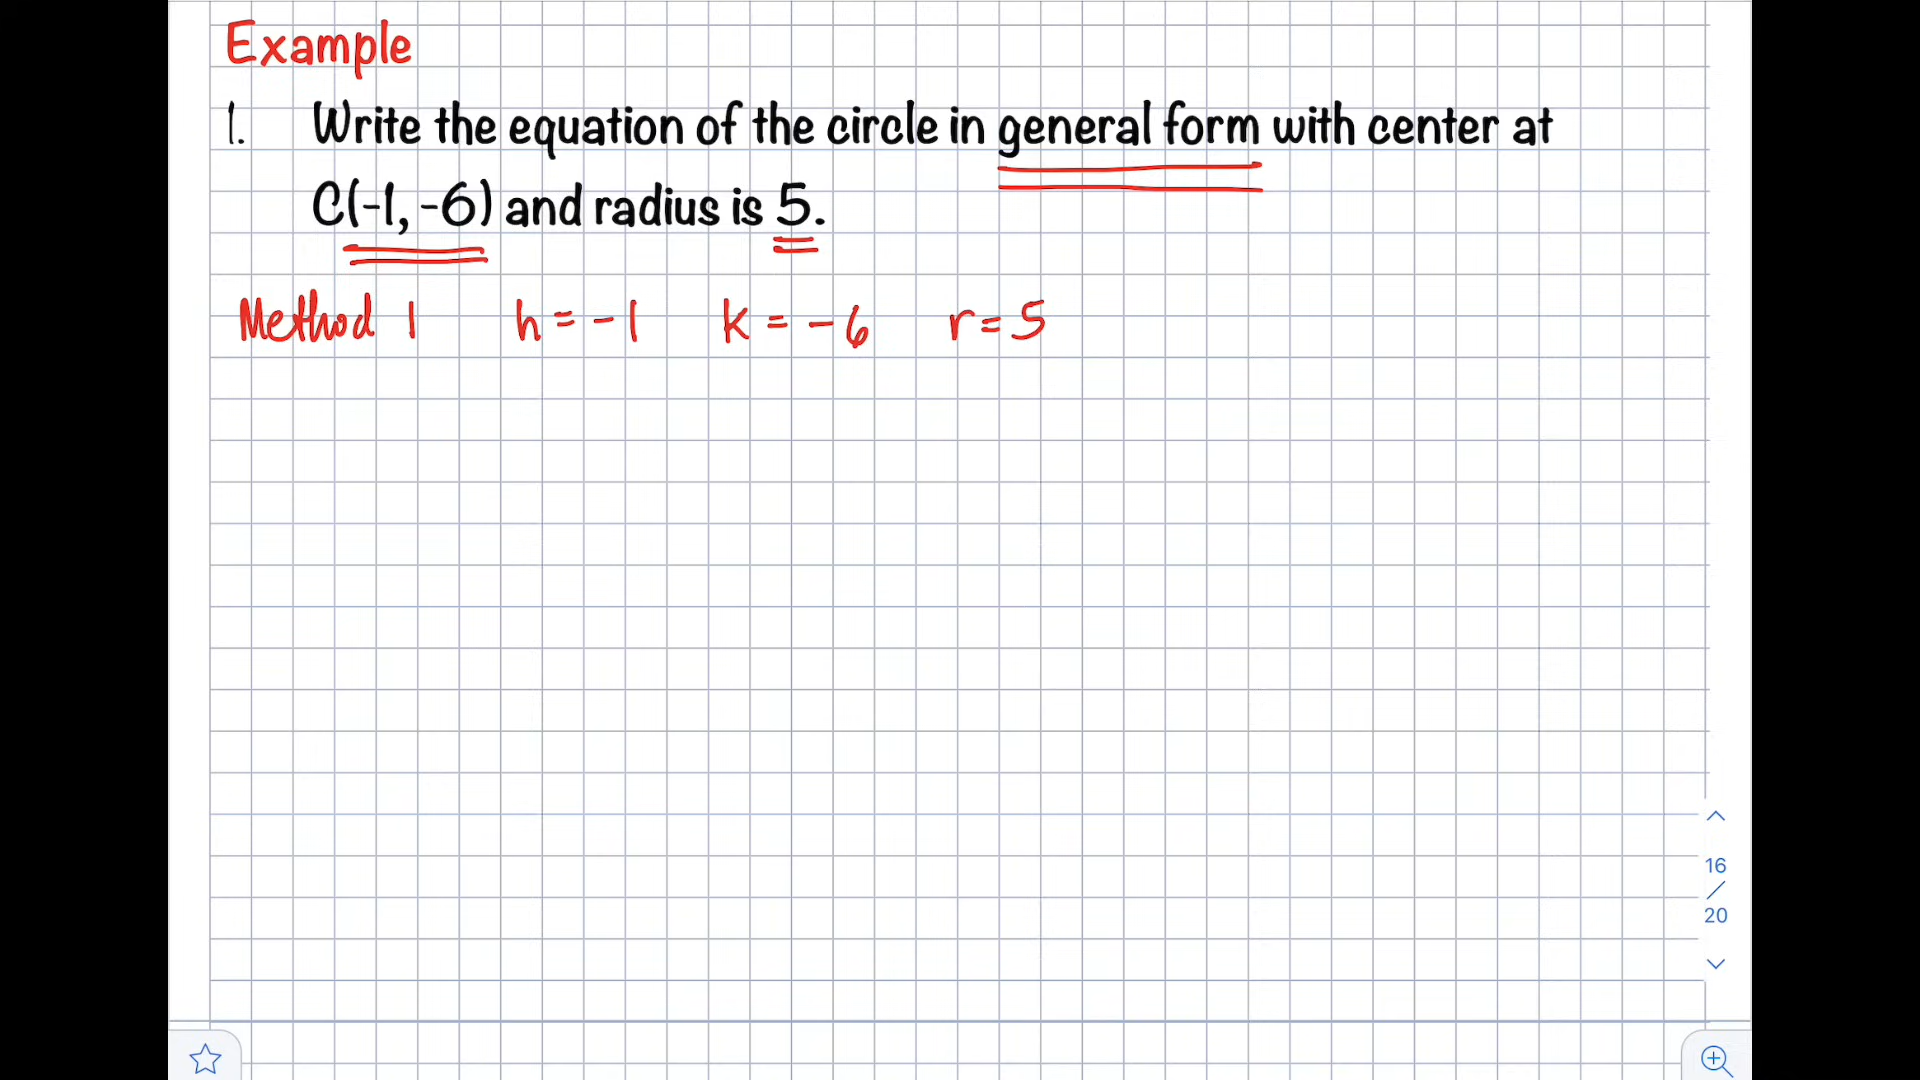 Example
1. Write the equation of the circle in general form with center at
C(-1, -6) and radius is 5.
Method 1 h = -1 k = -6 r = 5
16
/
20